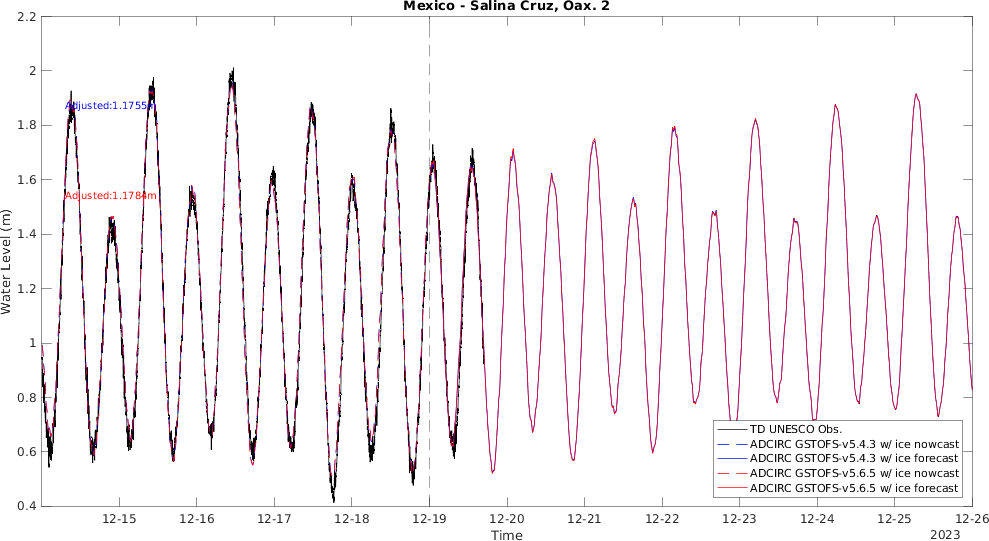 Mexico - Salina Cruz, Oax. 2
2.2
2
1.8
1.6
1.4
1.2
1
0.8
0.6
0.4
Water Level (m)
Adjusted:1.1755m
Adjusted:1.1784m
TD UNESCO Obs.
ADCIRC GSTOFS-v5.4.3 w/ ice nowcast
ADCIRC GSTOFS-v5.4.3 w/ ice forecast
ADCIRC GSTOFS-v5.6.5 w/ ice nowcast
ADCIRC GSTOFS-v5.6.5 w/ ice forecast
12-15 12-16 12-17 12-18 12-19 12-20 12-21 12-22 12-23 12-24 12-25 12-26
Time
2023